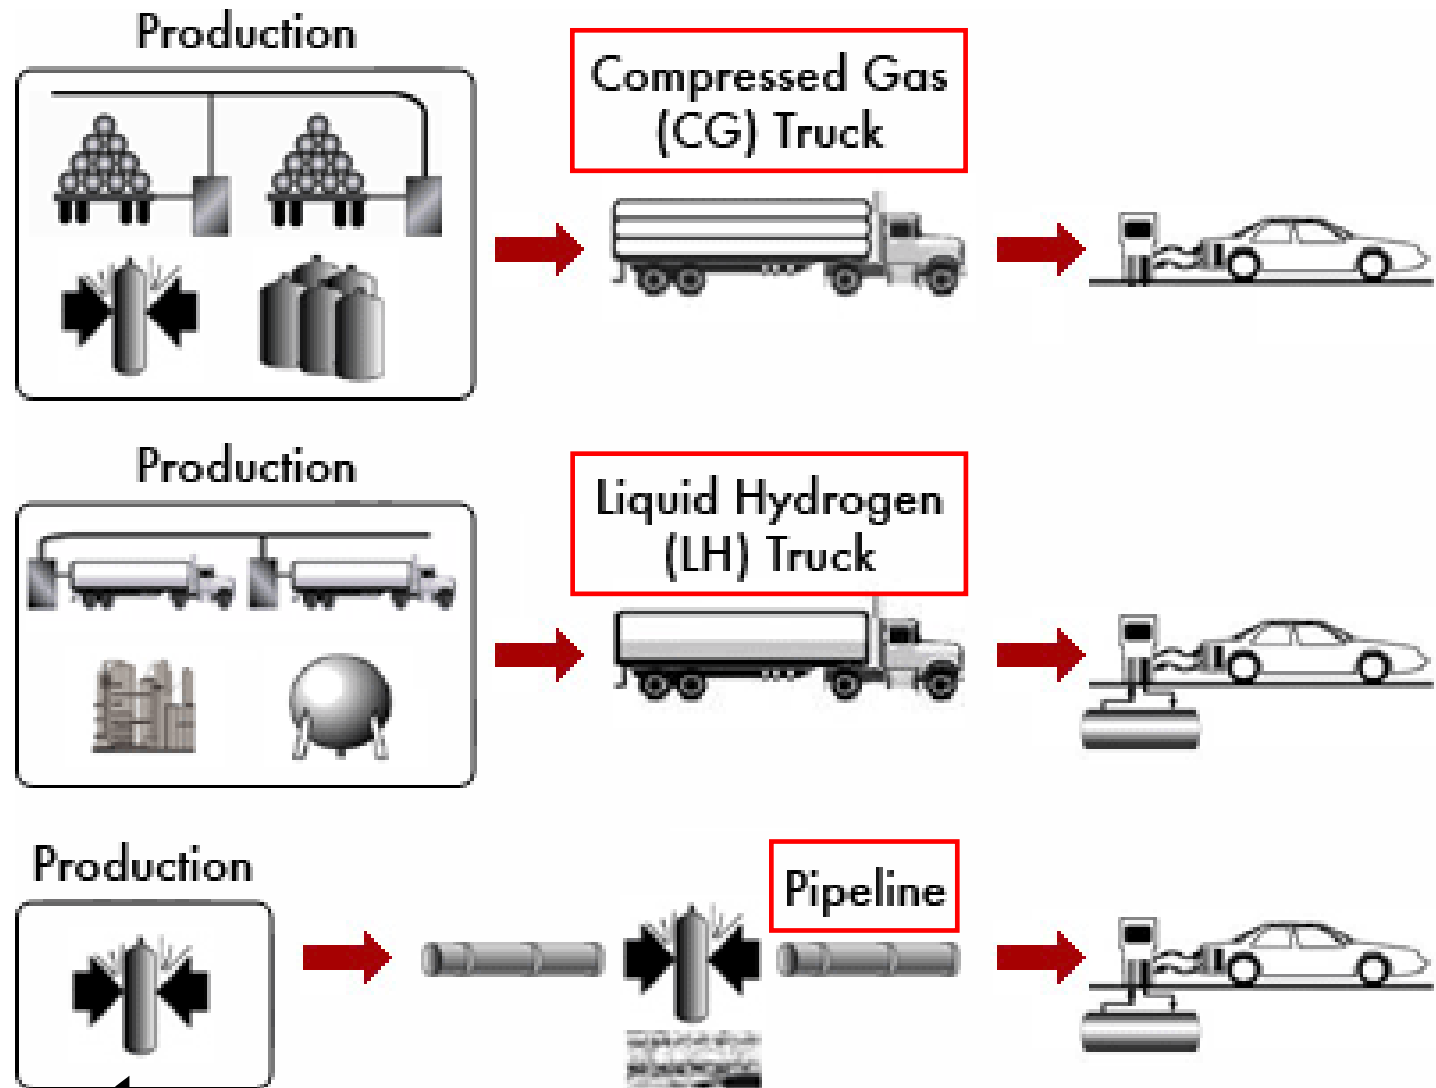 Production
Compressed Gas
(CG) Truck
Production
Liquid Hydrogen
(LH) Truck
Production
Pipeline